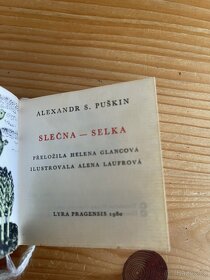 ALEXANDR S. PUŠKIN
SLEČNA — SELKA
PŘELOŽILA HELENA GLANCOVÁ
ILUSTROVALA ALENA LAUFROVÁ
LYRA PRAGENSIS 1980